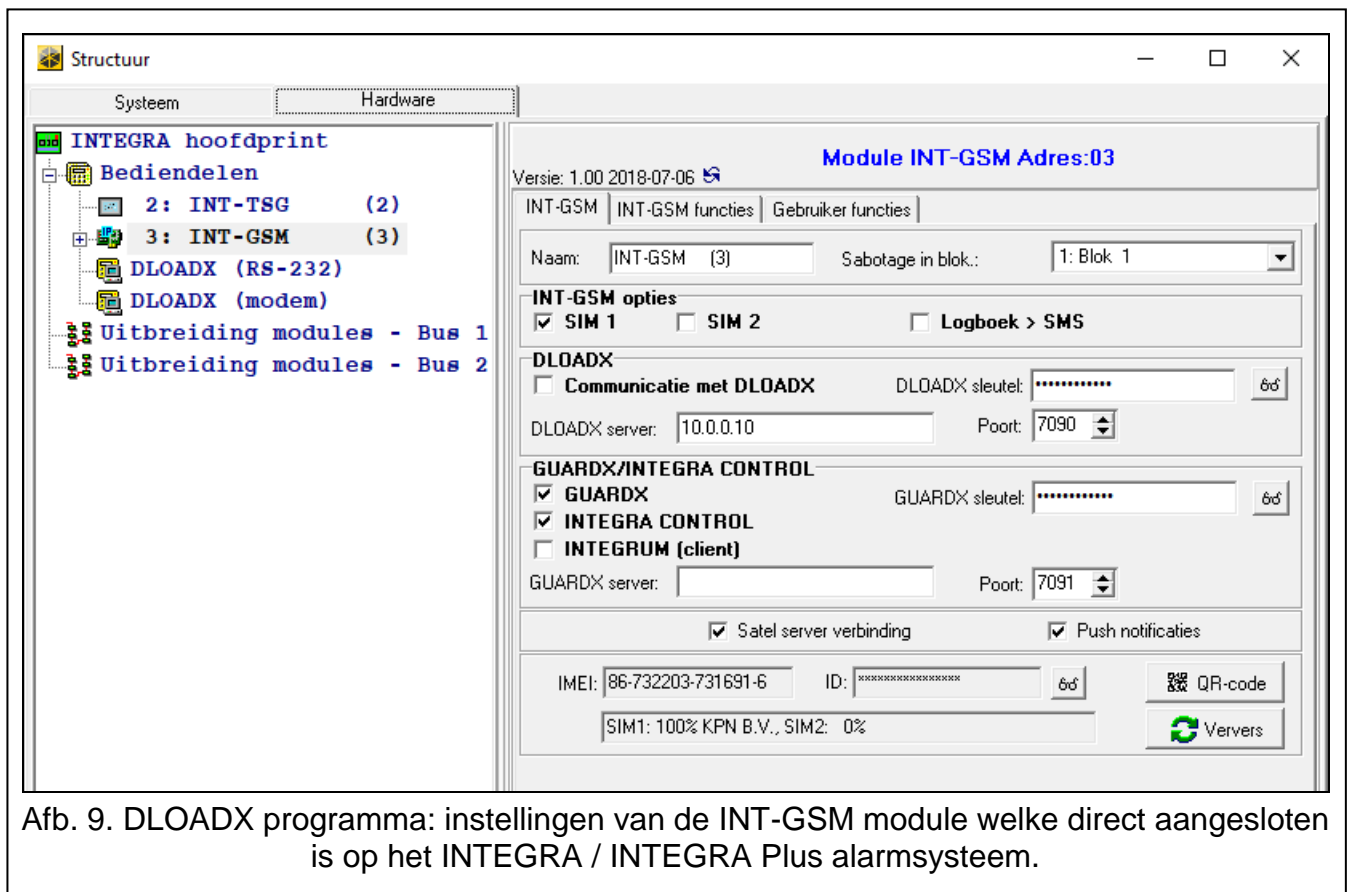 Structuur
Systeem Hardware
INTEGRA hoofdprint
Bediendelen
2: INT-TSG (2)
3: INT-GSM (3)
DLOADX (RS-232)
DLOADX (modem)
Uitbreiding modules - Bus 1
Uitbreiding modules - Bus 2
Module INT-GSM Adres:03
Versie: 1.00 2018-07-06
INT-GSM INT-GSM functies Gebruiker functies
Naam: INT-GSM (3) Sabotage in blok.: 1: Blok 1
INT-GSM opties
SIM 1 SIM 2 Logboek > SMS
DLOADX
Communicatie met DLOADX DLOADX sleutel: ••••••••••••
DLOADX server: 10.0.0.10 Poort: 7090
GUARDX/INTEGRA CONTROL
GUARDX GUARDX sleutel: ••••••••••••
INTEGRA CONTROL
INTEGRUM (client)
GUARDX server: Poort: 7091
Satel server verbinding Push notificaties
IMEI: 86-732203-731691-6 ID: **************** QR-code
SIM1: 100% KPN B.V., SIM2: 0% Ververs
Afb. 9. DLOADX programma: instellingen van de INT-GSM module welke direct aangesloten
is op het INTEGRA / INTEGRA Plus alarmsysteem.